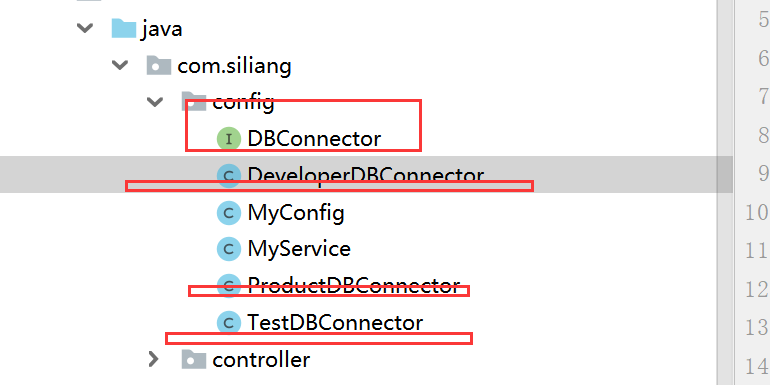 java
com.siliang
config
I DBConnector
C DeveloperDBConnector
C MyConfig
C MyService
C ProductDBConnector
C TestDBConnector
controller
5
6
7
8
9
10
11
12
13
14